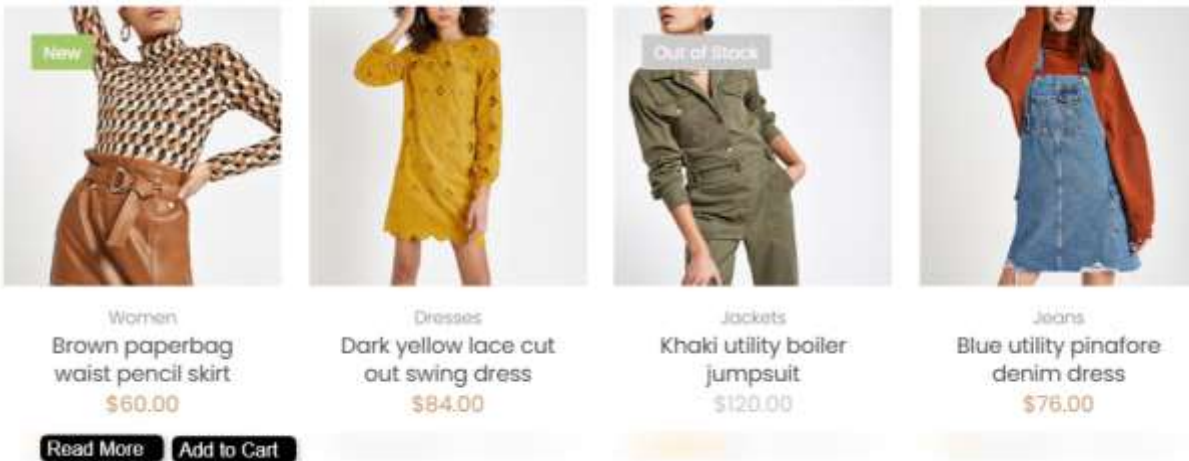 New
Out of Stock
Women
Brown paperbag
waist pencil skirt
$60.00
Read More
Add to Cart
Dresses
Dark yellow lace cut
out swing dress
$84.00
Jackets
Khaki utility boiler
jumpsuit
$120.00
Jeans
Blue utility pinafore
denim dress
$76.00